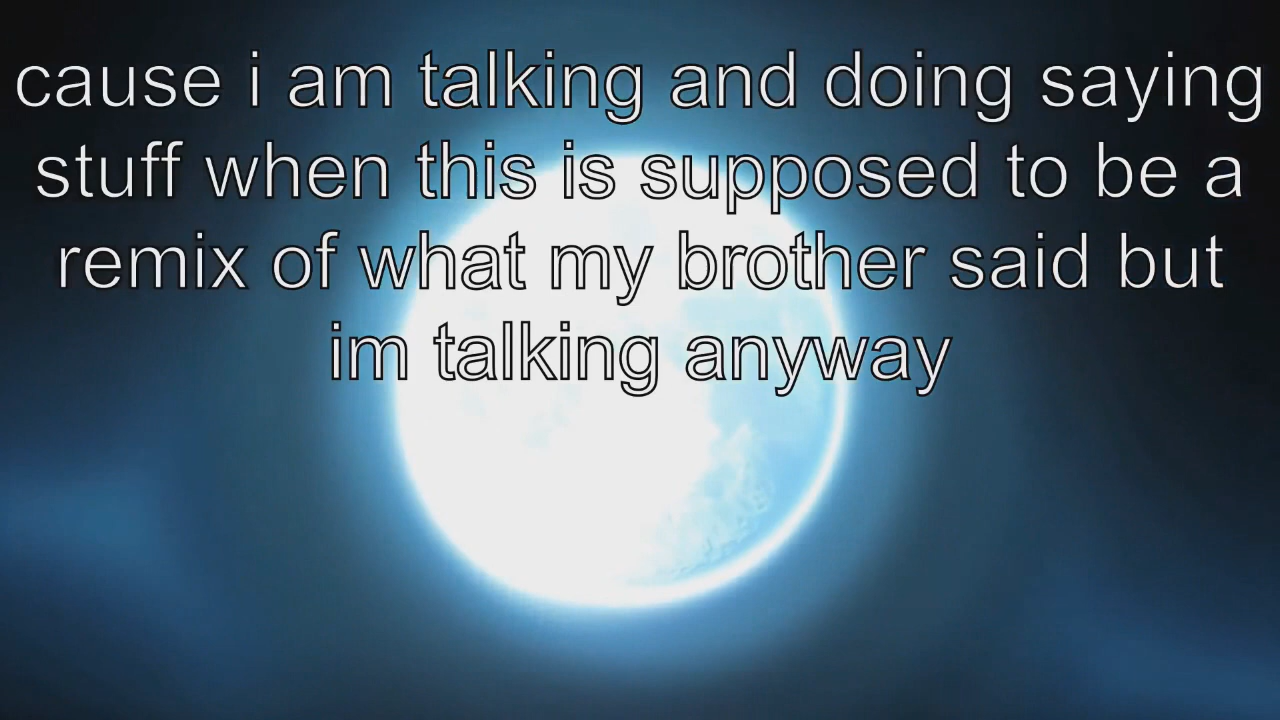 cause i am talking and doing saying
stuff when this is supposed to be a
remix of what my brother said but
im talking anyway